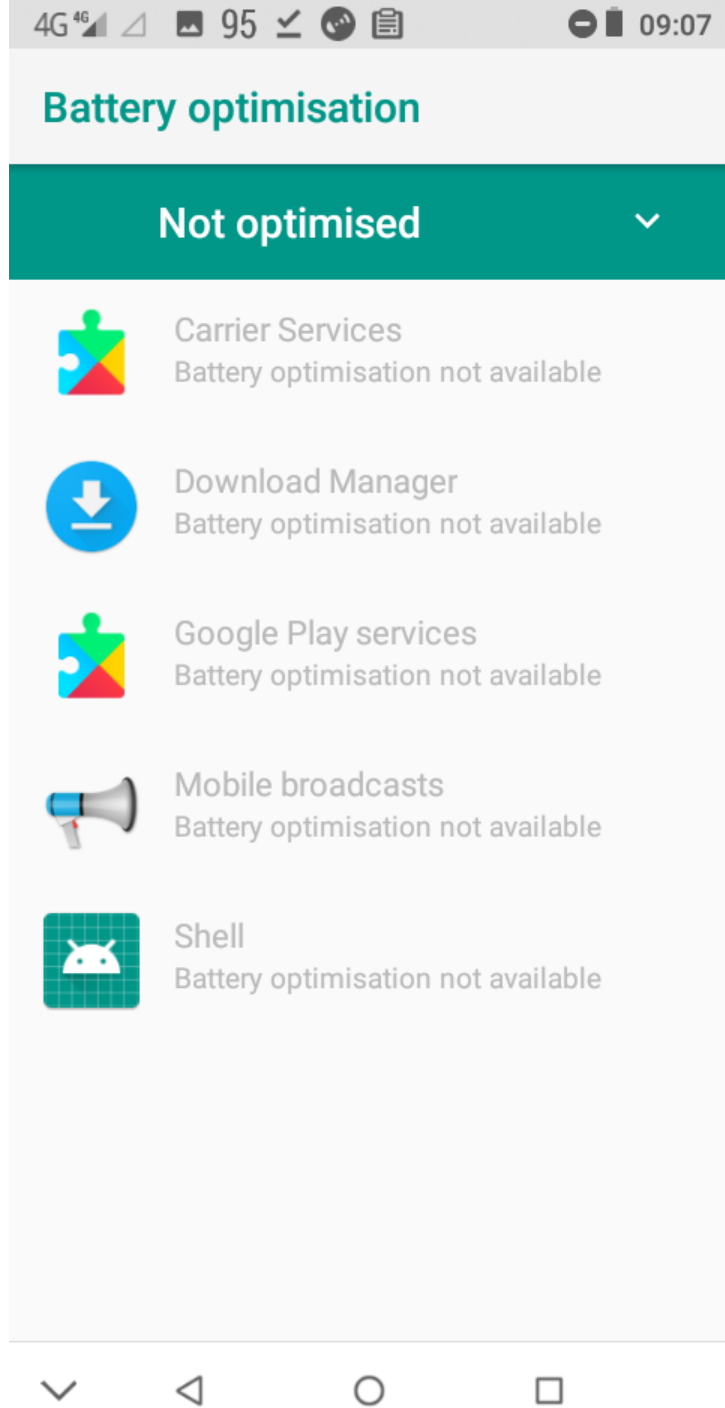 4G 4G 95 09:07
Battery optimisation
Not optimised
Carrier Services
Battery optimisation not available
Download Manager
Battery optimisation not available
Google Play services
Battery optimisation not available
Mobile broadcasts
Battery optimisation not available
Shell
Battery optimisation not available